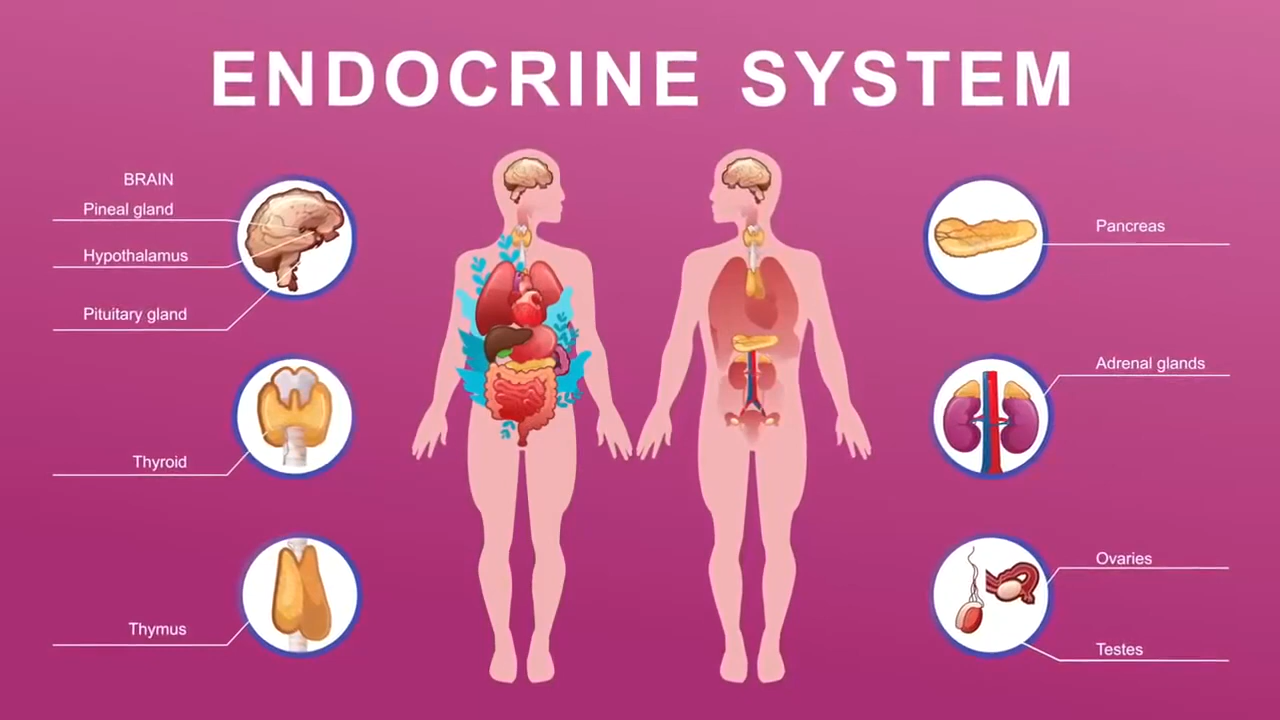 ENDOCRINE SYSTEM
BRAIN
Pineal gland
Hypothalamus
Pituitary gland
Thyroid
Thymus
Pancreas
Adrenal glands
Ovaries
Testes